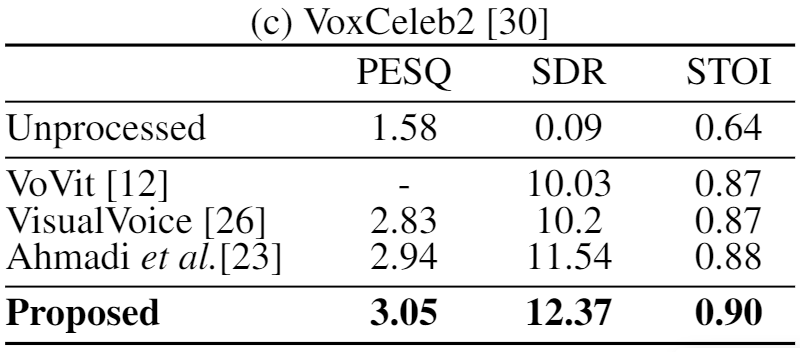 (c) VoxCeleb2 [30]
PESQ SDR STOI
Unprocessed 1.58 0.09 0.64
VoVit [12] - 10.03 0.87
VisualVoice [26] 2.83 10.2 0.87
Ahmadi et al.[23] 2.94 11.54 0.88
Proposed 3.05 12.37 0.90